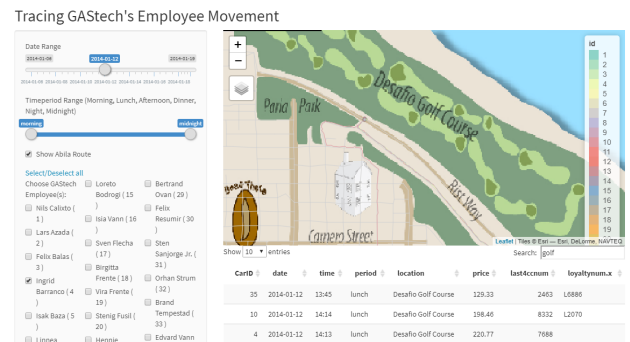 Tracing GAStech's Employee Movement
Date Range
2014-01-06 2014-01-12 2014-01-19
Timeperiod Range (Morning, Lunch, Afternoon, Dinner,
Night, Midnight)
morning midnight
Show Abila Route
Select/Deselect all
Choose GAStech
Employee(s):
Nils Calixto (
1 )
Lars Azada (
2 )
Felix Balas (
3 )
Ingrid
Barranco ( 4
)
Isak Baza ( 5
)
Linnea
Loreto
Bodrogi ( 15
)
Isia Vann ( 16
)
Sven Flecha
( 17 )
Birgitta
Frente ( 18 )
Vira Frente (
19 )
Stenig Fusil (
20 )
Hennie
Bertrand
Ovan ( 29 )
Felix
Resumir ( 30
)
Sten
Sanjorge Jr. (
31 )
Orhan Strum
( 32 )
Brand
Tempestad (
33 )
Edvard Vann
+
−
Paria Park
Desafio Golf Course
Rist Way
Carnero Street
id
1
2
3
4
5
6
7
8
9
10
11
12
13
14
15
16
17
18
19
Leaflet | Tiles © Esri — Esri, DeLorme, NAVTEQ
Show 10 entries
Search: golf
CarID date time period location price last4ccnum loyaltynum.x
35 2014-01-12 13:45 lunch Desafio Golf Course 129.33 2463 L6886
10 2014-01-12 14:14 lunch Desafio Golf Course 198.46 8332 L2070
4 2014-01-12 14:13 lunch Desafio Golf Course 220.77 7688